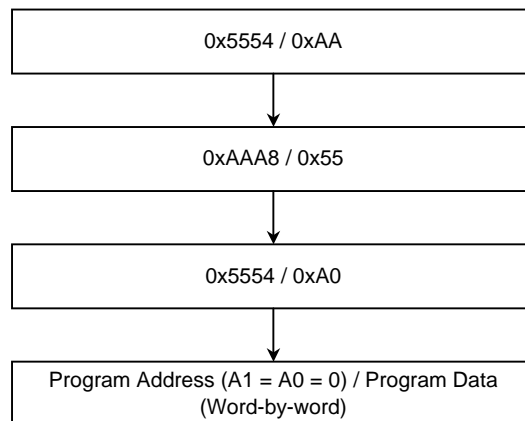 0x5554 / 0xAA
0xAAA8 / 0x55
0x5554 / 0xA0
Program Address (A1 = A0 = 0) / Program Data
(Word-by-word)